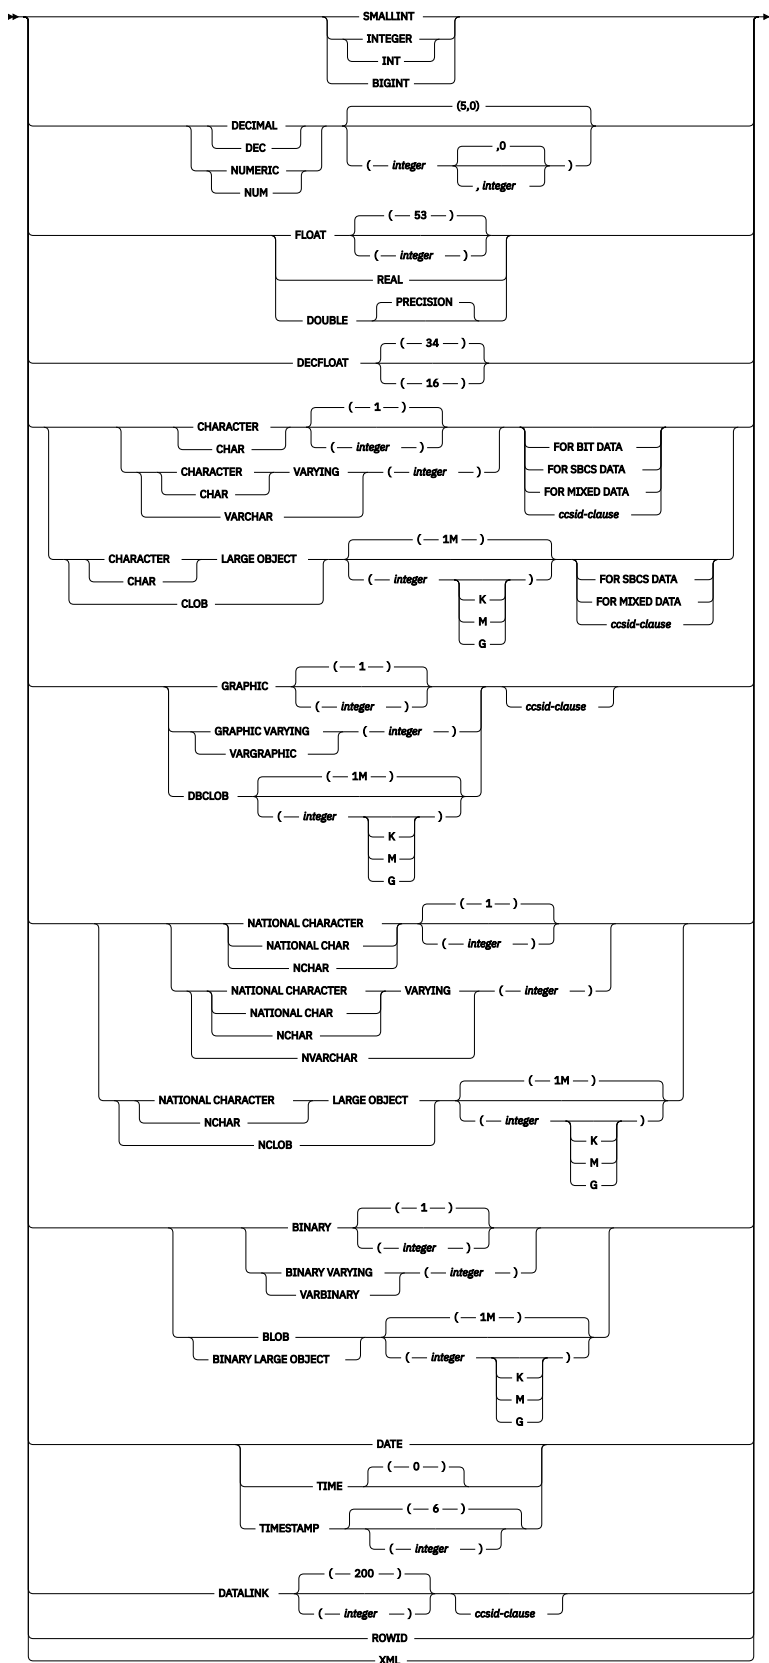 SMALLINT
INTEGER
INT
BIGINT
(5,0)
DECIMAL
DEC
,0
( integer )
NUMERIC
, integer
NUM
( 53 )
FLOAT
( integer )
REAL
PRECISION
DOUBLE
( 34 )
DECFLOAT
( 16 )
( 1 )
CHARACTER
CHAR ( integer ) FOR BIT DATA
CHARACTER VARYING ( integer ) FOR SBCS DATA
CHAR FOR MIXED DATA
VARCHAR ccsid-clause
( 1M )
CHARACTER LARGE OBJECT
CHAR ( integer ) FOR SBCS DATA
CLOB K FOR MIXED DATA
M ccsid-clause
G
( 1 )
GRAPHIC
( integer ) ccsid-clause
GRAPHIC VARYING ( integer )
VARGRAPHIC
( 1M )
DBCLOB
( integer )
K
M
G
( 1 )
NATIONAL CHARACTER
NATIONAL CHAR ( integer )
NCHAR
NATIONAL CHARACTER VARYING ( integer )
NATIONAL CHAR
NCHAR
NVARCHAR
( 1M )
NATIONAL CHARACTER LARGE OBJECT
NCHAR ( integer )
NCLOB K
M
G
( 1 )
BINARY
( integer )
BINARY VARYING ( integer )
VARBINARY
( 1M )
BLOB
BINARY LARGE OBJECT ( integer )
K
M
G
DATE
( 0 )
TIME
( 6 )
TIMESTAMP
( integer )
( 200 )
DATALINK
( integer ) ccsid-clause
ROWID
XML